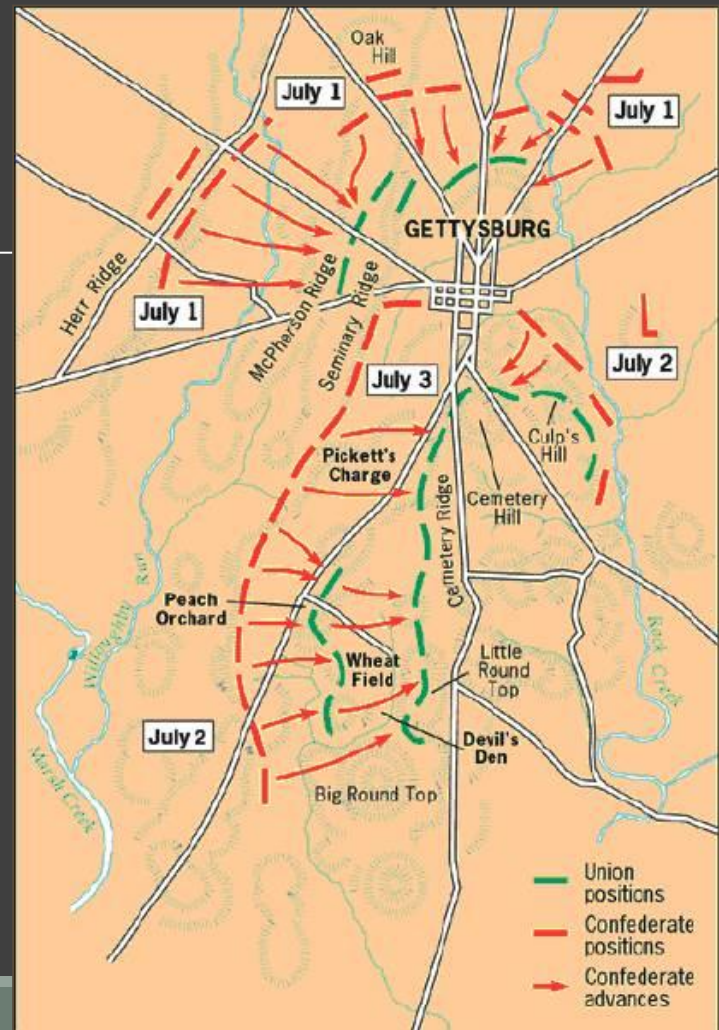 Oak
Hill
July 1
July 1
GETTYSBURG
Herr Ridge
McPherson Ridge
Seminary Ridge
July 1
July 2
July 3
Culp's
Hill
Pickett's
Charge
Cemetery
Hill
Cemetery Ridge
Willoughby Run
Peach
Orchard
Wheat
Field
Little
Round
Top
Rock Creek
July 2
Devil's
Den
Marsh Creek
Big Round Top
Union
positions
Confederate
positions
Confederate
advances